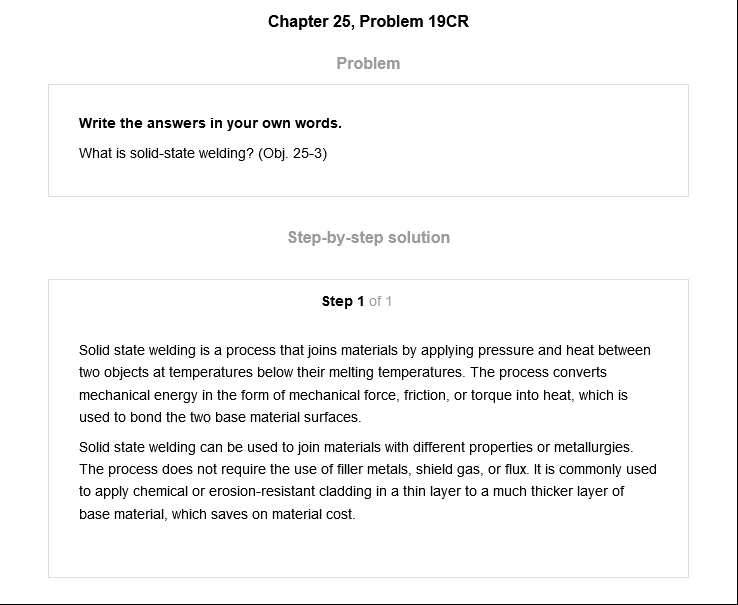 Chapter 25, Problem 19CR
Problem
Write the answers in your own words.
What is solid-state welding? (Obj. 25-3)
Step-by-step solution
Step 1 of 1
Solid state welding is a process that joins materials by applying pressure and heat between
two objects at temperatures below their melting temperatures. The process converts
mechanical energy in the form of mechanical force, friction, or torque into heat, which is
used to bond the two base material surfaces.
Solid state welding can be used to join materials with different properties or metallurgies.
The process does not require the use of filler metals, shield gas, or flux. It is commonly used
to apply chemical or erosion-resistant cladding in a thin layer to a much thicker layer of
base material, which saves on material cost.